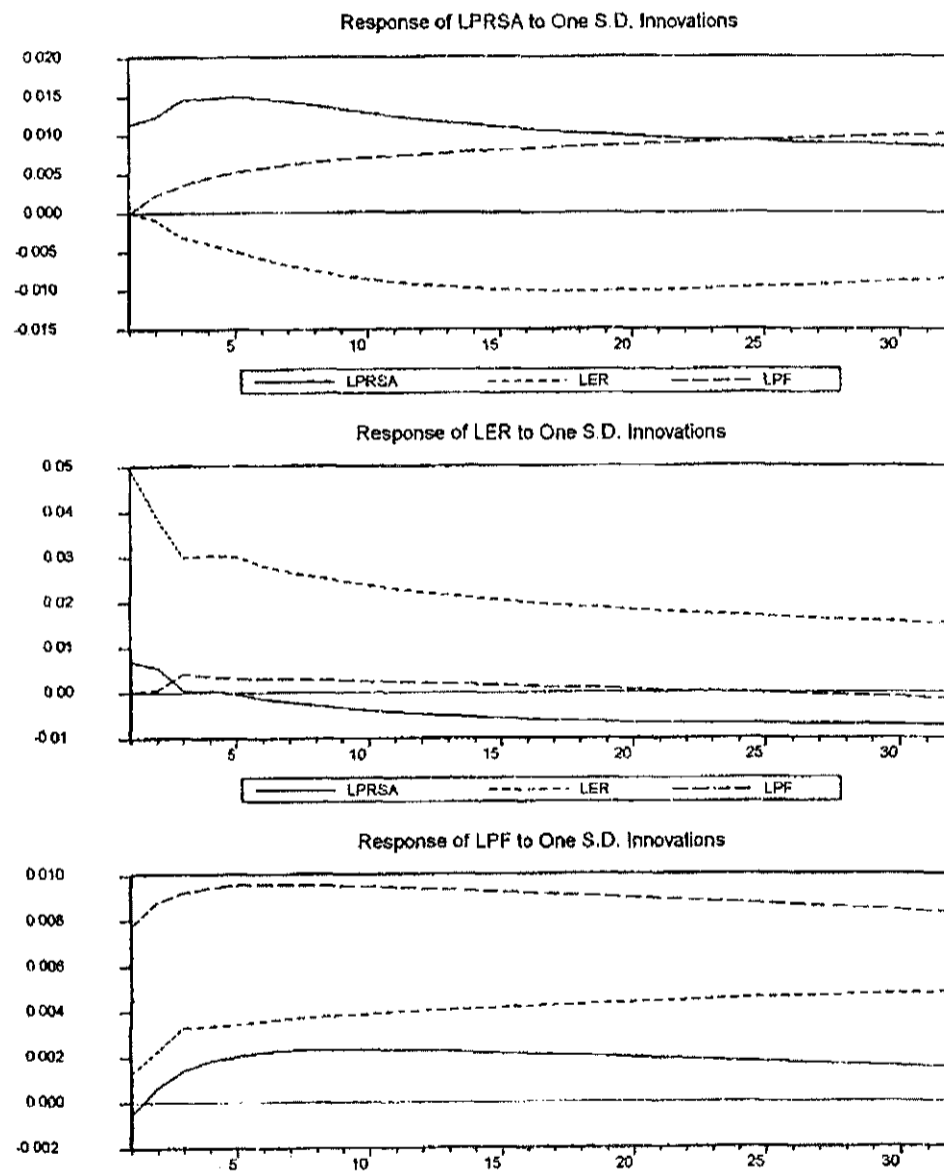 Response of LPRSA to One S.D. Innovations
0.020
0.015
0.010
0.005
0.000
-0.005
-0.010
-0.015
5 10 15 20 25 30
LPRSA LER LPF
Response of LER to One S.D. Innovations
0.05
0.04
0.03
0.02
0.01
0.00
-0.01
5 10 15 20 25 30
LPRSA LER LPF
Response of LPF to One S.D. Innovations
0.010
0.008
0.006
0.004
0.002
0.000
-0.002
5 10 15 20 25 30